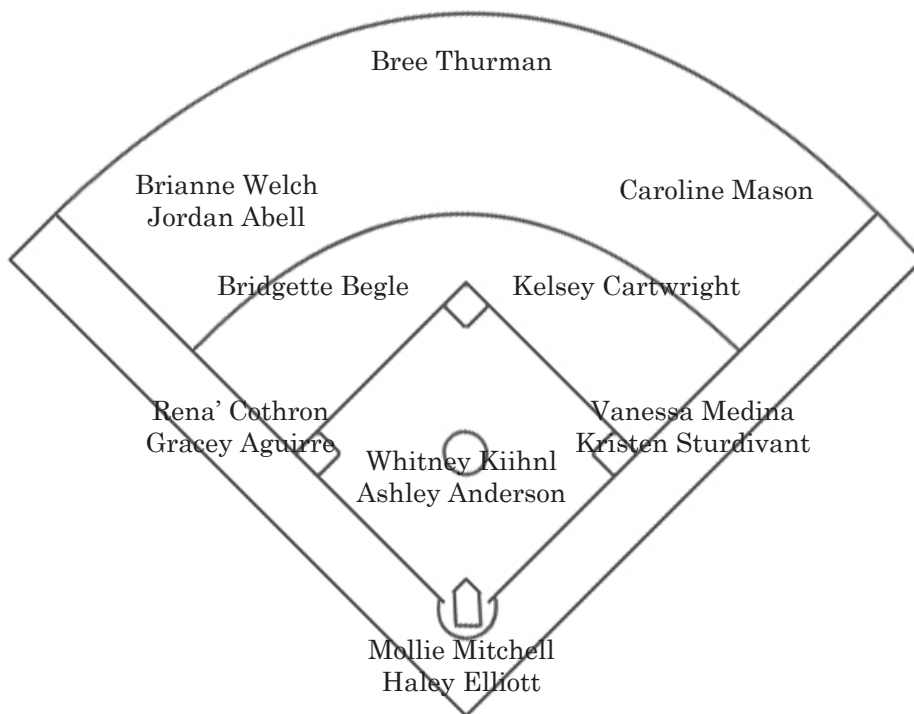 Bree Thurman
Brianne Welch
Jordan Abell
Caroline Mason
Bridgette Begle
Kelsey Cartwright
Rena’ Cothron
Gracey Aguirre
Vanessa Medina
Kristen Sturdivant
Whitney Kiihnl
Ashley Anderson
Mollie Mitchell
Haley Elliott